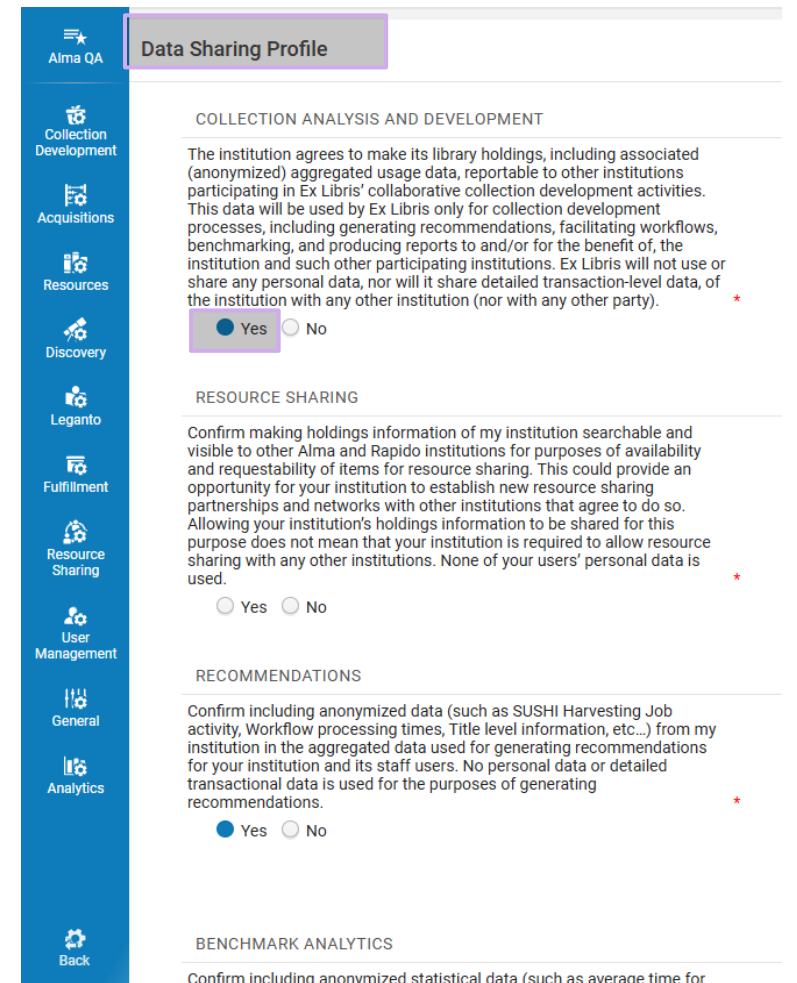 Alma QA
Data Sharing Profile
Collection
Development
Acquisitions
Resources
Discovery
Leganto
Fulfillment
Resource
Sharing
User
Management
General
Analytics
Back
COLLECTION ANALYSIS AND DEVELOPMENT
The institution agrees to make its library holdings, including associated
(anonymized) aggregated usage data, reportable to other institutions
participating in Ex Libris’ collaborative collection development activities.
This data will be used by Ex Libris only for collection development
processes, including generating recommendations, facilitating workflows,
benchmarking, and producing reports to and/or for the benefit of, the
institution and such other participating institutions. Ex Libris will not use or
share any personal data, nor will it share detailed transaction-level data, of
the institution with any other institution (nor with any other party). *
Yes No
RESOURCE SHARING
Confirm making holdings information of my institution searchable and
visible to other Alma and Rapido institutions for purposes of availability
and requestability of items for resource sharing. This could provide an
opportunity for your institution to establish new resource sharing
partnerships and networks with other institutions that agree to do so.
Allowing your institution’s holdings information to be shared for this
purpose does not mean that your institution is required to allow resource
sharing with any other institutions. None of your users’ personal data is
used. *
Yes No
RECOMMENDATIONS
Confirm including anonymized data (such as SUSHI Harvesting Job
activity, Workflow processing times, Title level information, etc…) from my
institution in the aggregated data used for generating recommendations
for your institution and its staff users. No personal data or detailed
transactional data is used for the purposes of generating
recommendations. *
Yes No
BENCHMARK ANALYTICS
Confirm including anonymized statistical data (such as average time for